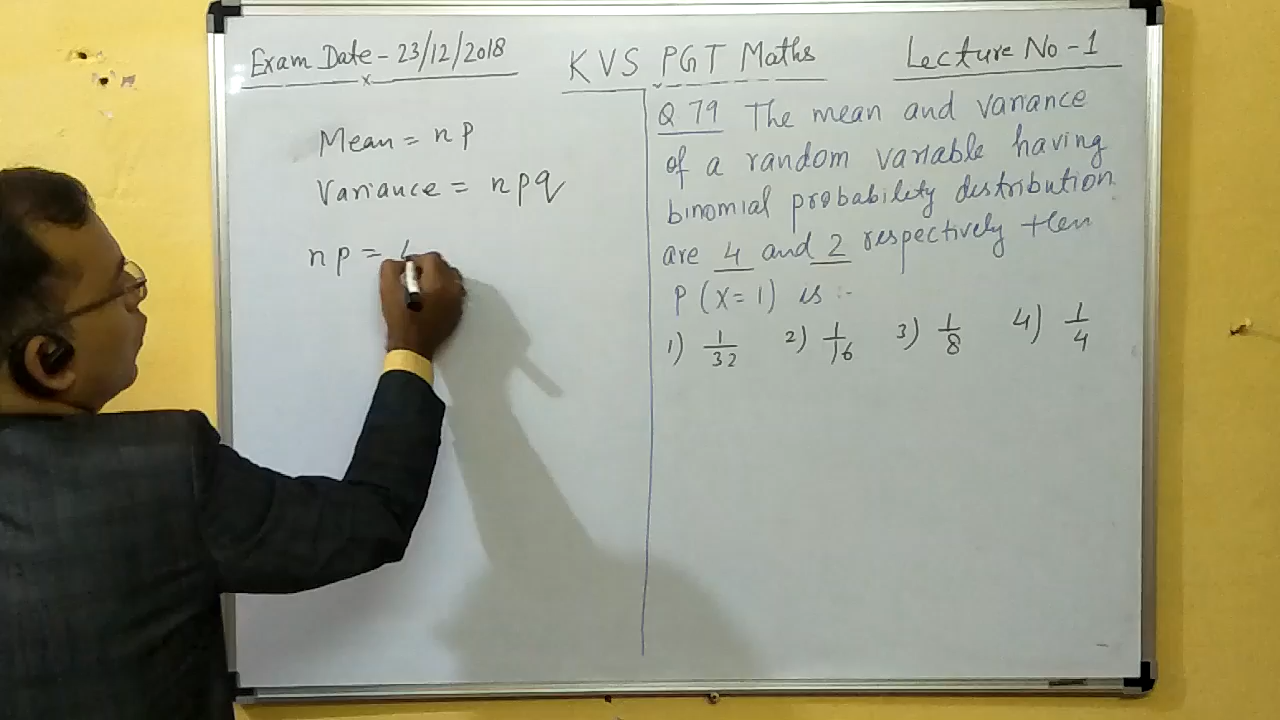 Exam Date - 23/12/2018
KVS PGT Maths
Lecture No - 1
Mean = np
Variance = npq
np = 4
Q 79 The mean and variance
of a random variable having
binomial probability distribution
are 4 and 2 respectively then
P(X=1) is :-
1) 1/32 2) 1/16 3) 1/8 4) 1/4